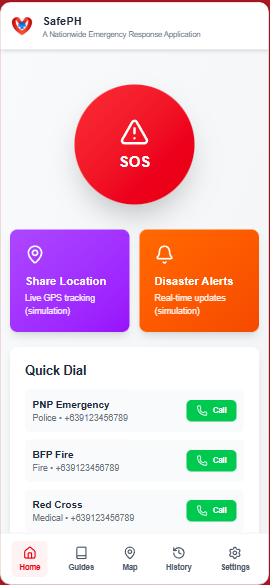 SafePH
A Nationwide Emergency Response Application
SOS
Share Location
Live GPS tracking
(simulation)
Disaster Alerts
Real-time updates
(simulation)
Quick Dial
PNP Emergency
Police • +639123456789
Call
BFP Fire
Fire • +639123456789
Call
Red Cross
Medical • +639123456789
Call
Home
Guides
Map
History
Settings